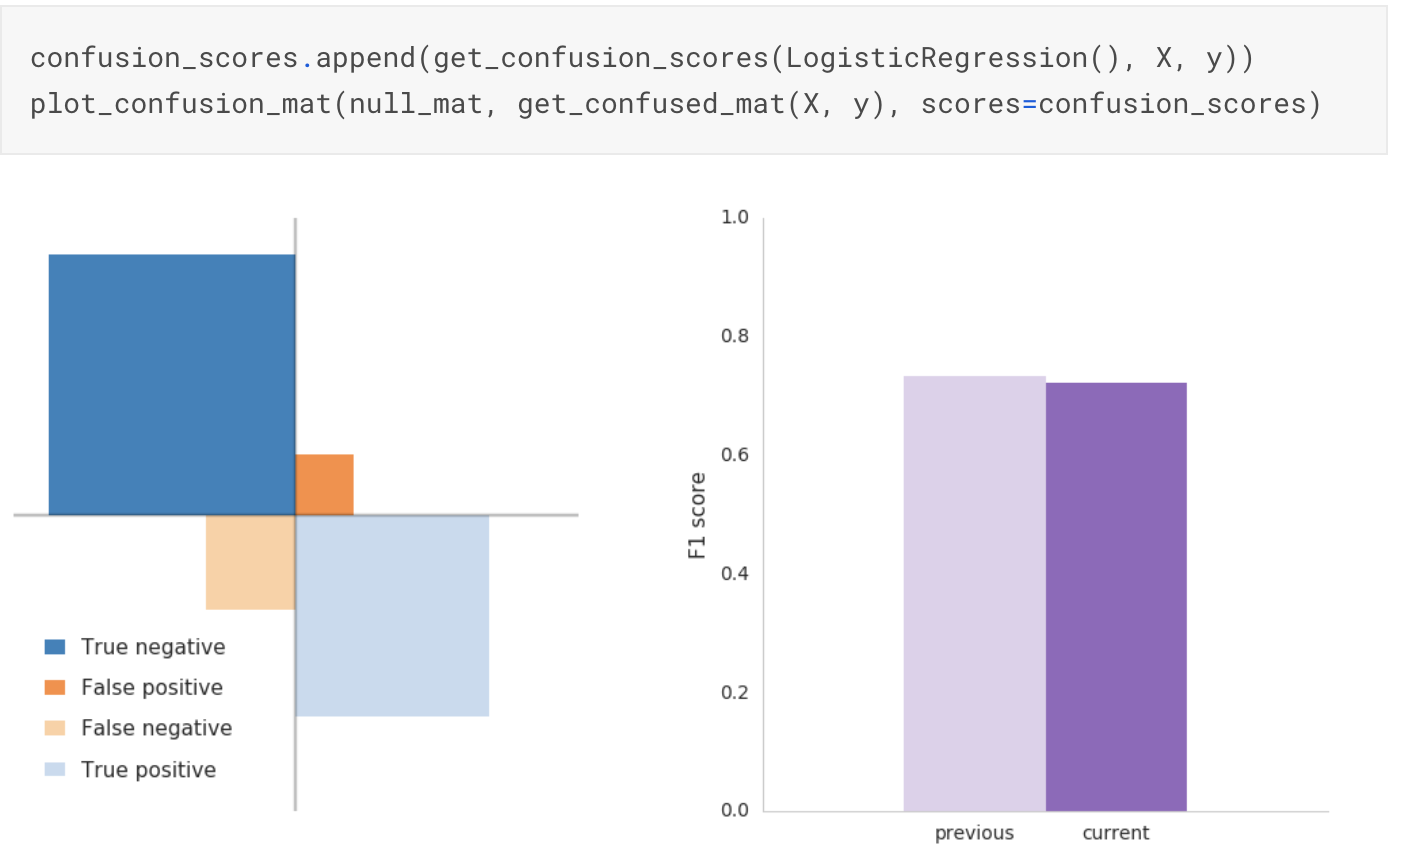 confusion_scores.append(get_confusion_scores(LogisticRegression(), X, y))
plot_confusion_mat(null_mat, get_confused_mat(X, y), scores=confusion_scores)
True negative
False positive
False negative
True positive
1.0
0.8
0.6
0.4
0.2
0.0
F1 score
previous
current